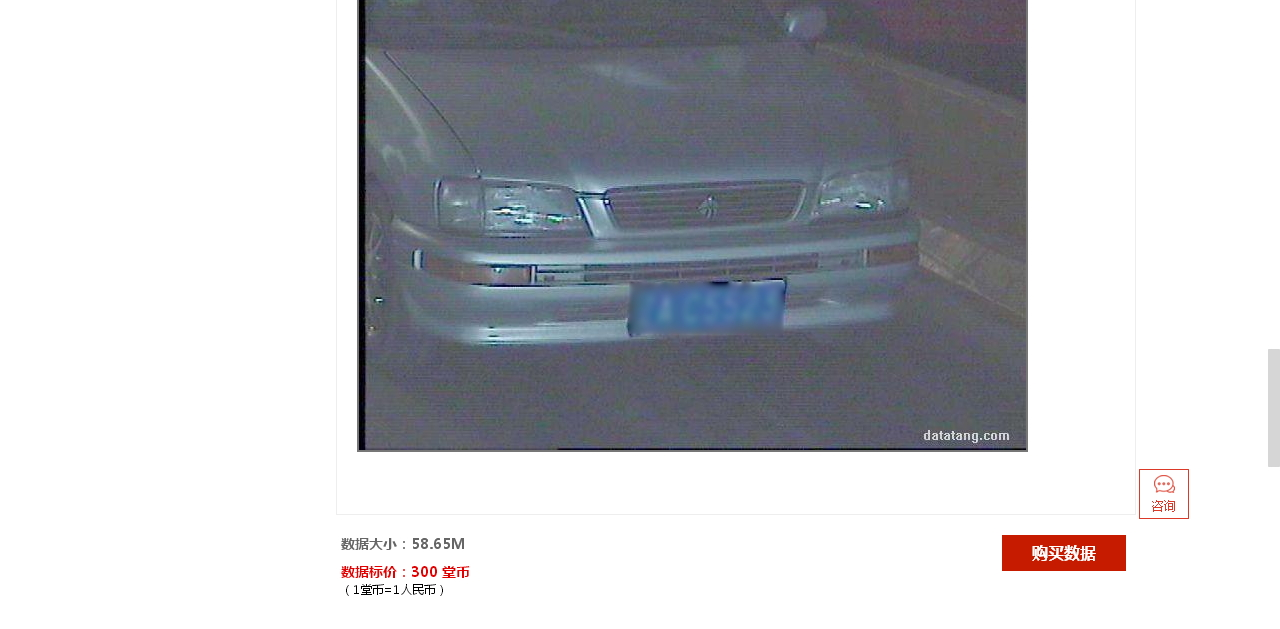 datatang.com
咨询
数据大小：58.65M
购买数据
数据标价：300 堂币
（1堂币=1人民币）